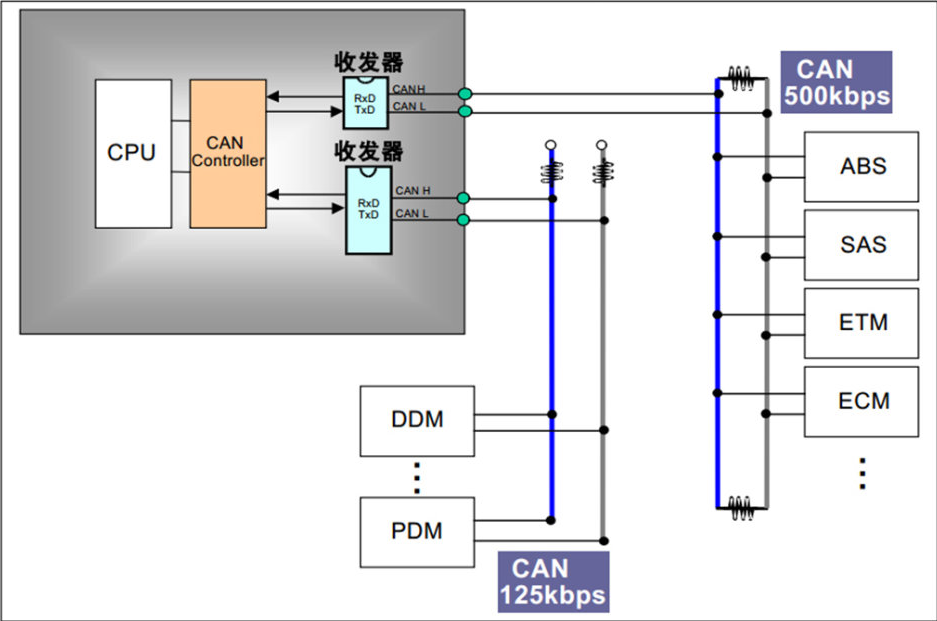 收发器
CAN
500kbps
CPU
CAN
Controller
RxD
TxD
CANH
CAN L
收发器
RxD
TxD
CAN H
CAN L
ABS
SAS
ETM
ECM
DDM
PDM
CAN
125kbps